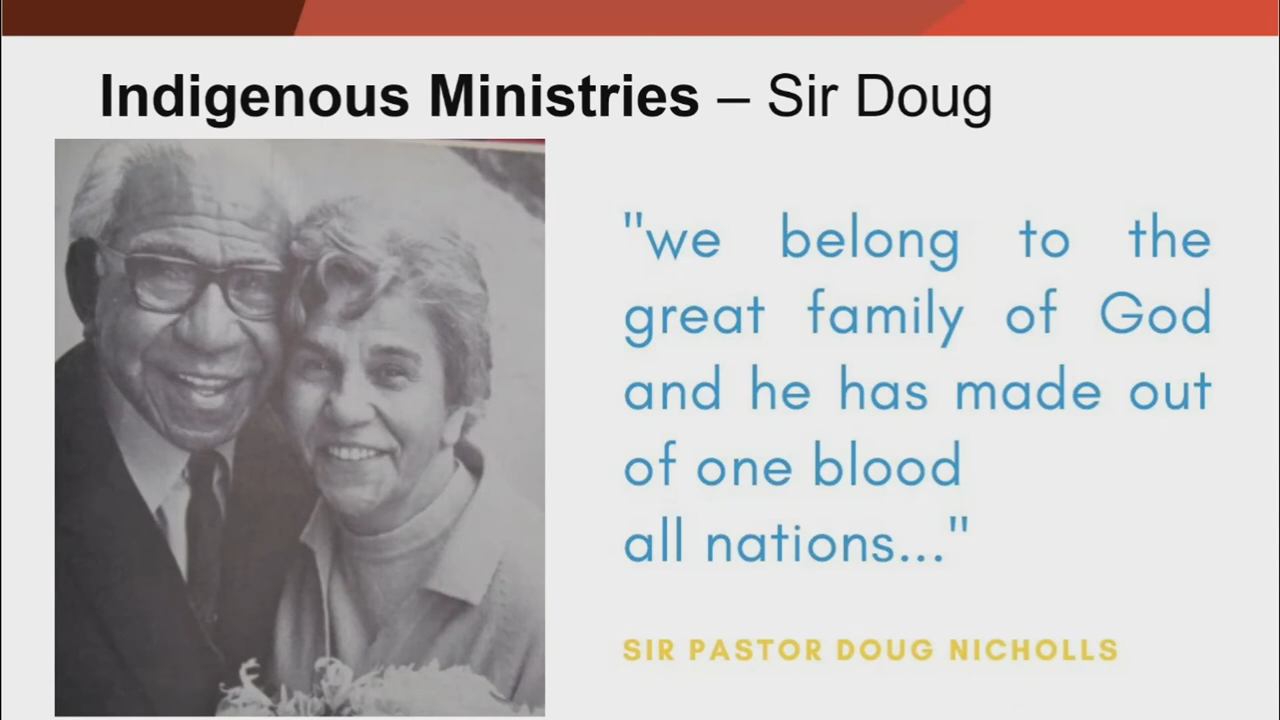 Indigenous Ministries – Sir Doug
"we belong to the
great family of God
and he has made out
of one blood
all nations..."
SIR PASTOR DOUG NICHOLLS